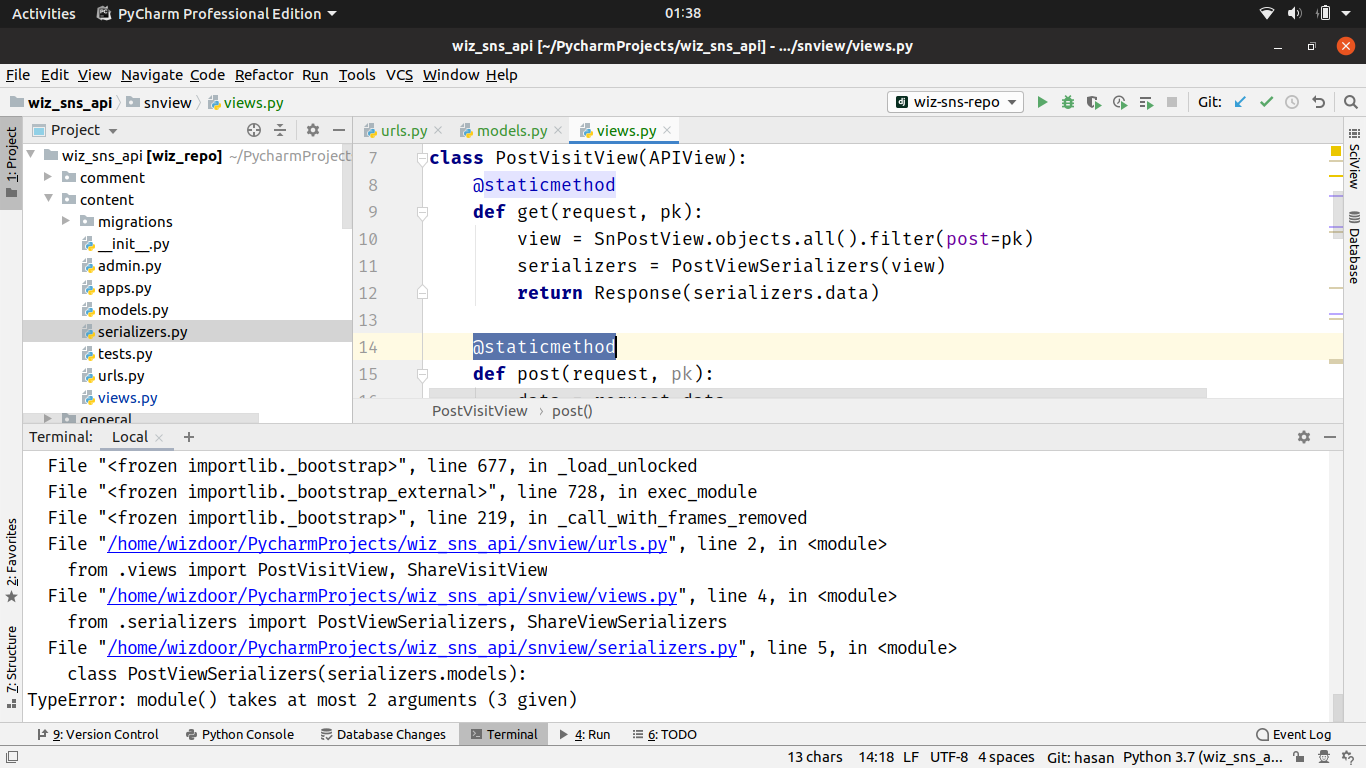 Activities PyCharm Professional Edition 01:38
wiz_sns_api [~/PycharmProjects/wiz_sns_api] - .../snview/views.py
File Edit View Navigate Code Refactor Run Tools VCS Window Help
wiz_sns_api snview views.py wiz-sns-repo Git:
1: Project
2: Favorites
7: Structure
Project
wiz_sns_api [wiz_repo] ~/PycharmProject
comment
content
migrations
__init__.py
admin.py
apps.py
models.py
serializers.py
tests.py
urls.py
views.py
general
urls.py models.py views.py
7 class PostVisitView(APIView):
8 @staticmethod
9 def get(request, pk):
10 view = SnPostView.objects.all().filter(post=pk)
11 serializers = PostViewSerializers(view)
12 return Response(serializers.data)
13
14 @staticmethod
15 def post(request, pk):
16 data = request.data
PostVisitView › post()
SciView
Database
Terminal: Local +
File "<frozen importlib._bootstrap>", line 677, in _load_unlocked
File "<frozen importlib._bootstrap_external>", line 728, in exec_module
File "<frozen importlib._bootstrap>", line 219, in _call_with_frames_removed
File "/home/wizdoor/PycharmProjects/wiz_sns_api/snview/urls.py", line 2, in <module>
from .views import PostVisitView, ShareVisitView
File "/home/wizdoor/PycharmProjects/wiz_sns_api/snview/views.py", line 4, in <module>
from .serializers import PostViewSerializers, ShareViewSerializers
File "/home/wizdoor/PycharmProjects/wiz_sns_api/snview/serializers.py", line 5, in <module>
class PostViewSerializers(serializers.models):
TypeError: module() takes at most 2 arguments (3 given)
9: Version Control Python Console Database Changes Terminal 4: Run 6: TODO Event Log
13 chars 14:18 LF UTF-8 4 spaces Git: hasan Python 3.7 (wiz_sns_a...